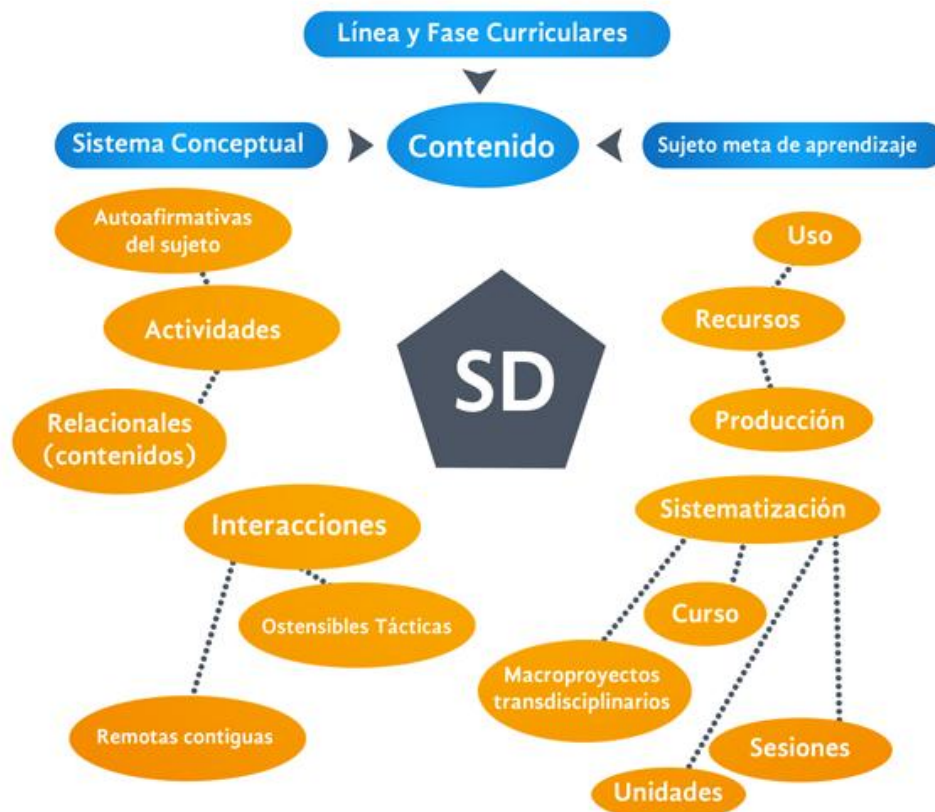 Línea y Fase Curriculares
Sistema Conceptual
Contenido
Sujeto meta de aprendizaje
Autoafirmativas
del sujeto
Actividades
Relacionales
(contenidos)
SD
Uso
Recursos
Producción
Interacciones
Ostensibles Tácticas
Remotas contiguas
Sistematización
Curso
Macroproyectos
transdisciplinarios
Sesiones
Unidades